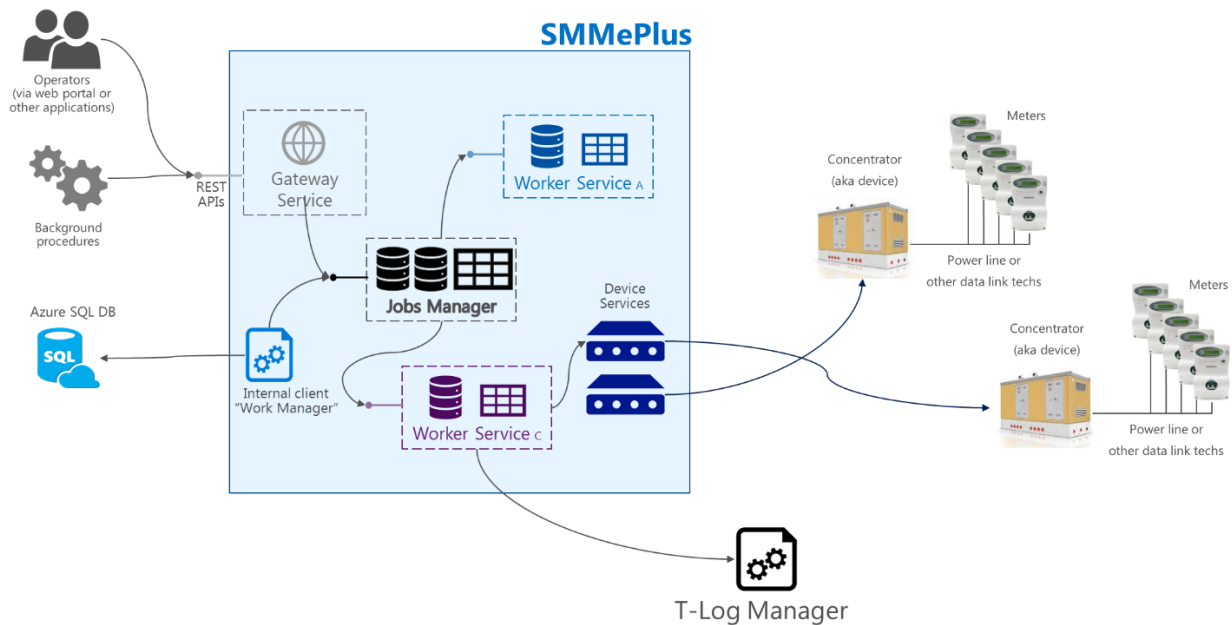 SMMePlus
Operators
(via web portal or
other applications)
REST
APIs
Background
procedures
Gateway
Service
Worker Service A
Jobs Manager
Azure SQL DB
SQL
Internal client
“Work Manager”
Worker Service C
Device
Services
Meters
Concentrator
(aka device)
Power line or
other data link techs
Meters
Concentrator
(aka device)
Power line or
other data link techs
T-Log Manager